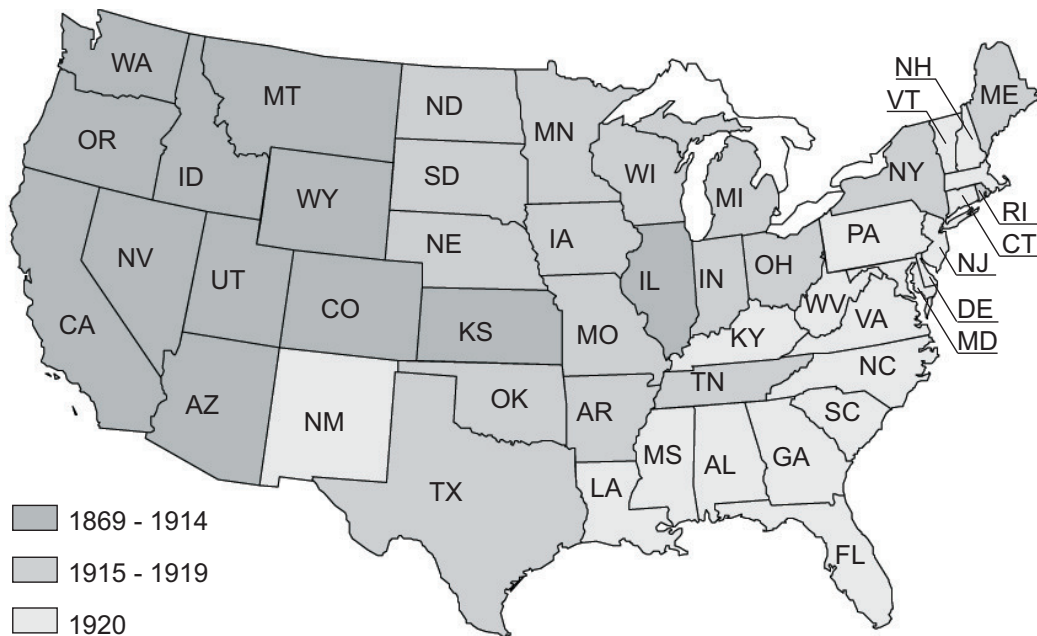 WA
MT
ND
MN
NH
VT
ME
OR
ID
WY
SD
WI
MI
NY
RI
CT
NJ
DE
MD
NV
UT
CO
NE
IA
IL
IN
OH
PA
WV
VA
CA
KS
MO
KY
NC
AZ
NM
OK
AR
TN
SC
TX
LA
MS
AL
GA
FL
1869 - 1914
1915 - 1919
1920